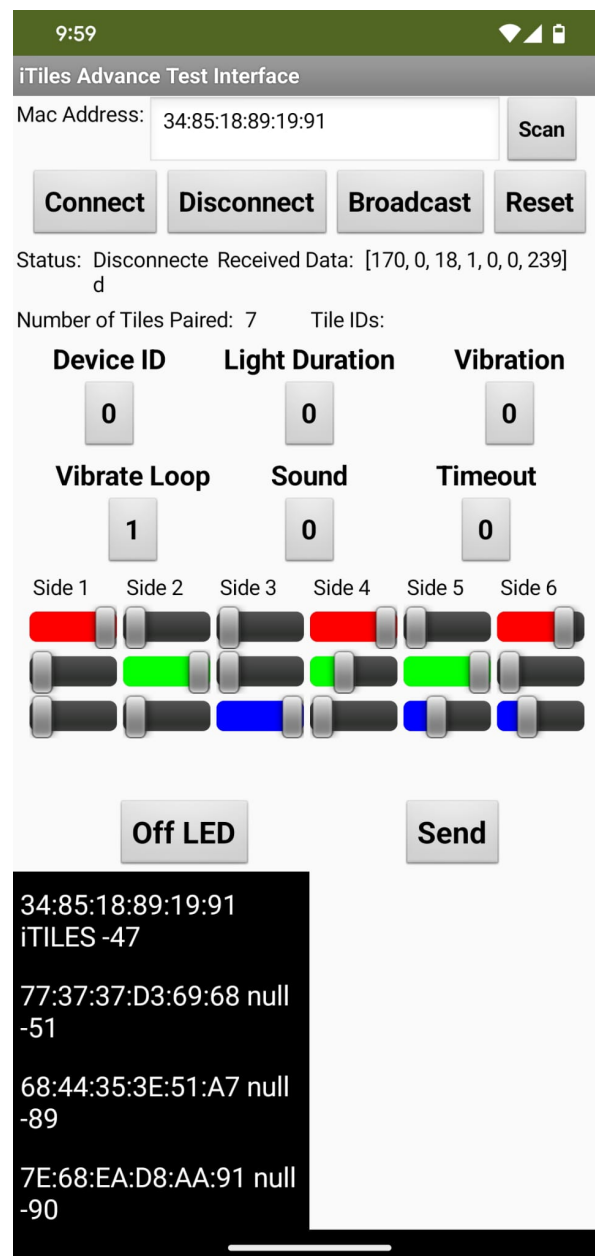 9:59
iTiles Advance Test Interface
Mac Address: 34:85:18:89:19:91 Scan
Connect Disconnect Broadcast Reset
Status: Disconnecte Received Data: [170, 0, 18, 1, 0, 0, 239]
d
Number of Tiles Paired: 7 Tile IDs:
Device ID Light Duration Vibration
0 0 0
Vibrate Loop Sound Timeout
1 0 0
Side 1 Side 2 Side 3 Side 4 Side 5 Side 6
Off LED Send
34:85:18:89:19:91
iTILES -47
77:37:37:D3:69:68 null
-51
68:44:35:3E:51:A7 null
-89
7E:68:EA:D8:AA:91 null
-90